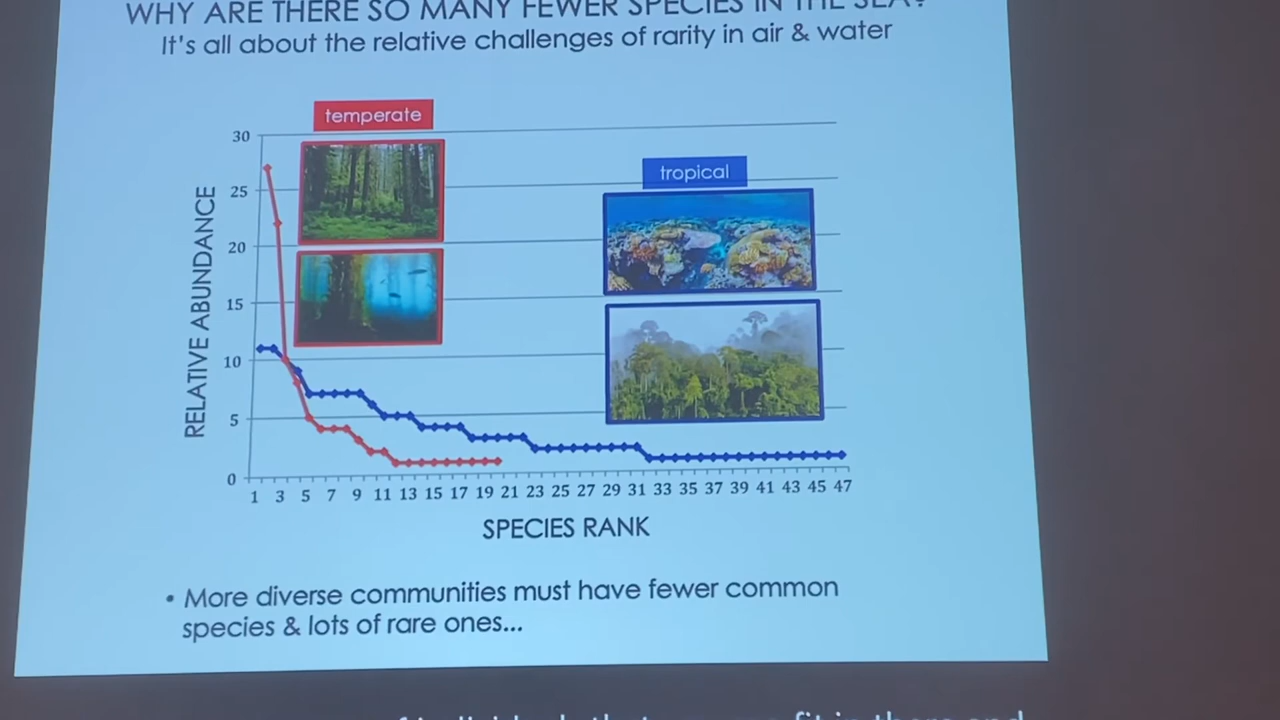 WHY ARE THERE SO MANY FEWER SPECIES IN THE SEA?
It's all about the relative challenges of rarity in air & water
temperate
tropical
30
25
20
15
10
5
0
RELATIVE ABUNDANCE
1 3 5 7 9 11 13 15 17 19 21 23 25 27 29 31 33 35 37 39 41 43 45 47
SPECIES RANK
• More diverse communities must have fewer common
species & lots of rare ones...